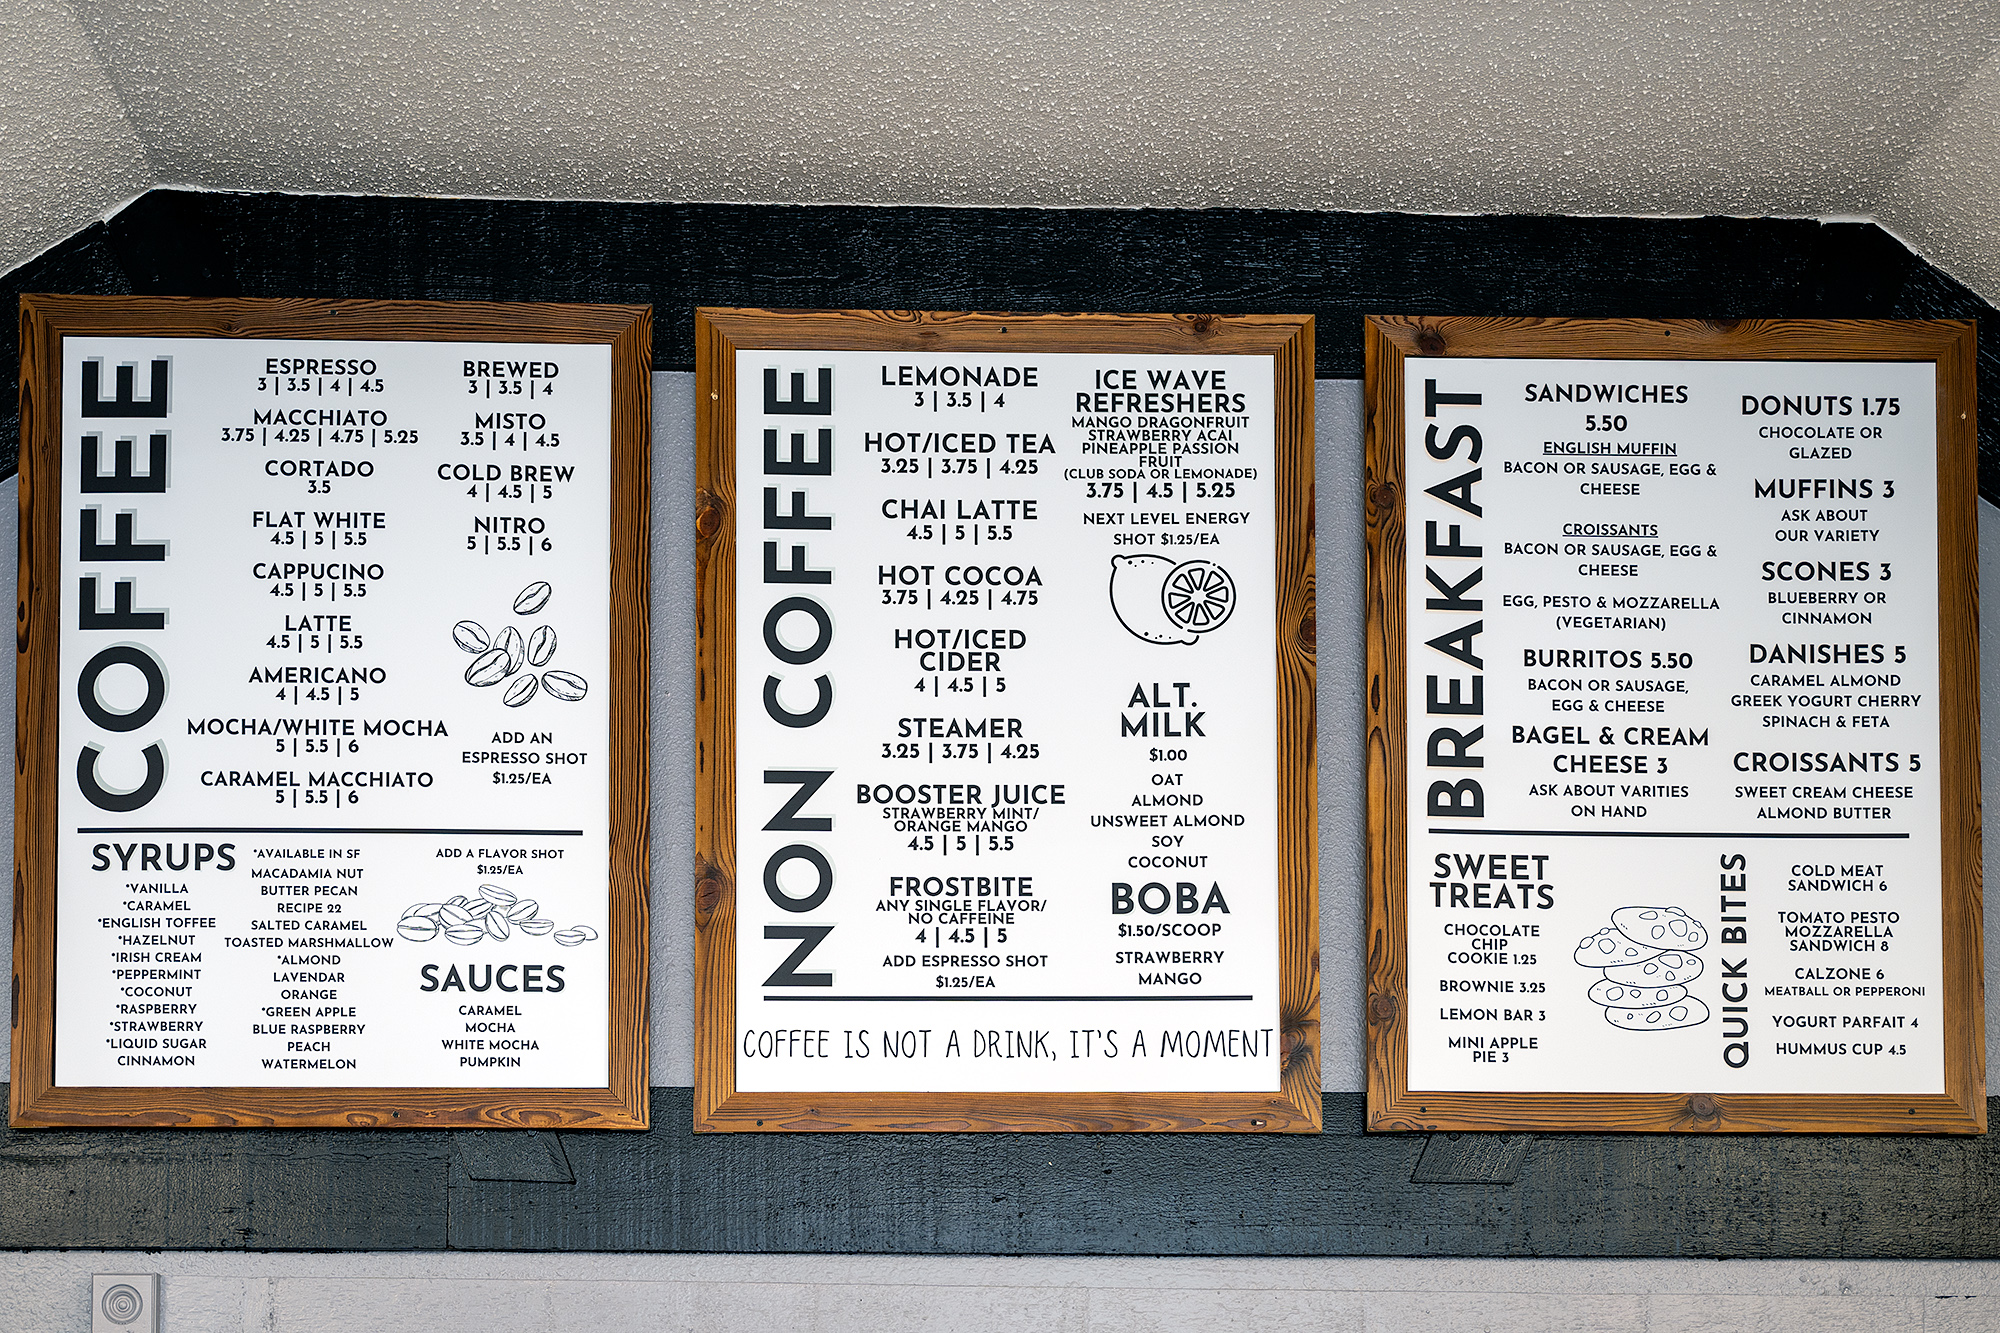 COFFEE
ESPRESSO
3 | 3.5 | 4 | 4.5
MACCHIATO
3.75 | 4.25 | 4.75 | 5.25
CORTADO
3.5
FLAT WHITE
4.5 | 5 | 5.5
CAPPUCINO
4.5 | 5 | 5.5
LATTE
4.5 | 5 | 5.5
AMERICANO
4 | 4.5 | 5
MOCHA/WHITE MOCHA
5 | 5.5 | 6
CARAMEL MACCHIATO
5 | 5.5 | 6
BREWED
3 | 3.5 | 4
MISTO
3.5 | 4 | 4.5
COLD BREW
4 | 4.5 | 5
NITRO
5 | 5.5 | 6
ADD AN
ESPRESSO SHOT
$1.25/EA
SYRUPS
*VANILLA
*CARAMEL
*ENGLISH TOFFEE
*HAZELNUT
*IRISH CREAM
*PEPPERMINT
*COCONUT
*RASPBERRY
*STRAWBERRY
*LIQUID SUGAR
CINNAMON
*AVAILABLE IN SF
MACADAMIA NUT
BUTTER PECAN
RECIPE 22
SALTED CARAMEL
TOASTED MARSHMALLOW
*ALMOND
LAVENDAR
ORANGE
*GREEN APPLE
BLUE RASPBERRY
PEACH
WATERMELON
ADD A FLAVOR SHOT
$1.25/EA
SAUCES
CARAMEL
MOCHA
WHITE MOCHA
PUMPKIN
NON COFFEE
LEMONADE
3 | 3.5 | 4
HOT/ICED TEA
3.25 | 3.75 | 4.25
CHAI LATTE
4.5 | 5 | 5.5
HOT COCOA
3.75 | 4.25 | 4.75
HOT/ICED
CIDER
4 | 4.5 | 5
STEAMER
3.25 | 3.75 | 4.25
BOOSTER JUICE
STRAWBERRY MINT/
ORANGE MANGO
4.5 | 5 | 5.5
FROSTBITE
ANY SINGLE FLAVOR/
NO CAFFEINE
4 | 4.5 | 5
ADD ESPRESSO SHOT
$1.25/EA
ICE WAVE
REFRESHERS
MANGO DRAGONFRUIT
STRAWBERRY ACAI
PINEAPPLE PASSION
FRUIT
(CLUB SODA OR LEMONADE)
3.75 | 4.5 | 5.25
NEXT LEVEL ENERGY
SHOT $1.25/EA
ALT.
MILK
$1.00
OAT
ALMOND
UNSWEET ALMOND
SOY
COCONUT
BOBA
$1.50/SCOOP
STRAWBERRY
MANGO
COFFEE IS NOT A DRINK, IT'S A MOMENT
BREAKFAST
SANDWICHES
5.50
ENGLISH MUFFIN
BACON OR SAUSAGE, EGG &
CHEESE
CROISSANTS
BACON OR SAUSAGE, EGG &
CHEESE
EGG, PESTO & MOZZARELLA
(VEGETARIAN)
BURRITOS 5.50
BACON OR SAUSAGE,
EGG & CHEESE
BAGEL & CREAM
CHEESE 3
ASK ABOUT VARITIES
ON HAND
DONUTS 1.75
CHOCOLATE OR
GLAZED
MUFFINS 3
ASK ABOUT
OUR VARIETY
SCONES 3
BLUEBERRY OR
CINNAMON
DANISHES 5
CARAMEL ALMOND
GREEK YOGURT CHERRY
SPINACH & FETA
CROISSANTS 5
SWEET CREAM CHEESE
ALMOND BUTTER
SWEET
TREATS
CHOCOLATE
CHIP
COOKIE 1.25
BROWNIE 3.25
LEMON BAR 3
MINI APPLE
PIE 3
QUICK BITES
COLD MEAT
SANDWICH 6
TOMATO PESTO
MOZZARELLA
SANDWICH 8
CALZONE 6
MEATBALL OR PEPPERONI
YOGURT PARFAIT 4
HUMMUS CUP 4.5